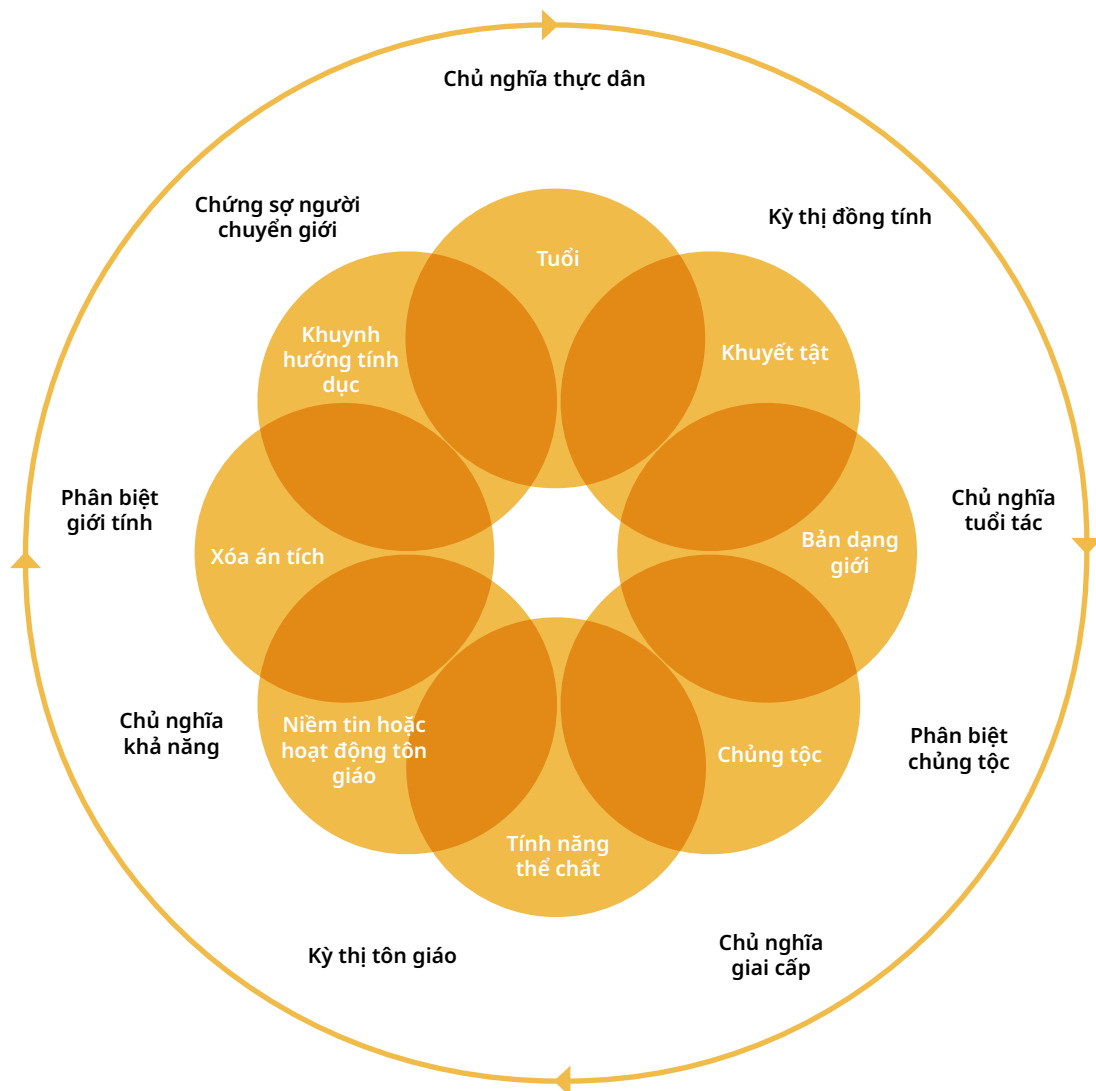 Chủ nghĩa thực dân
Chứng sợ người
chuyển giới
Kỳ thị đồng tính
Tuổi
Khuynh
hướng tính
dục
Khuyết tật
Phân biệt
giới tính
Chủ nghĩa
tuổi tác
Xóa án tích
Bản dạng
giới
Chủ nghĩa
khả năng
Niềm tin hoặc
hoạt động tôn
giáo
Chủng tộc
Phân biệt
chủng tộc
Tính năng
thể chất
Kỳ thị tôn giáo
Chủ nghĩa
giai cấp